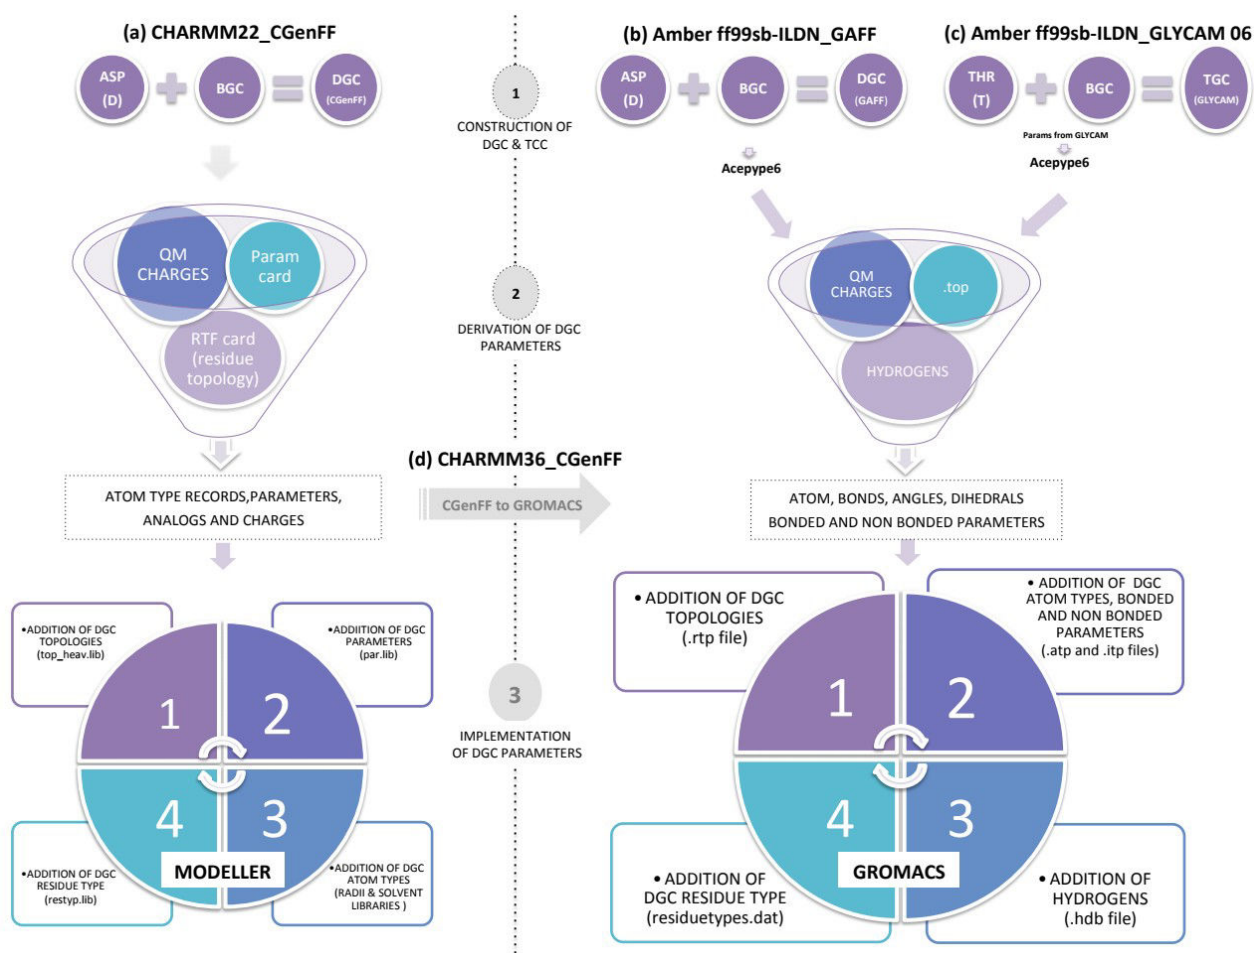 (a) CHARMM22_CGenFF
ASP
(D)
BGC
DGC
(CGenFF)
QM
CHARGES
Param
card
RTF card
(residue
topology)
ATOM TYPE RECORDS,PARAMETERS,
ANALOGS AND CHARGES
•ADDITION OF DGC
TOPOLOGIES
(top_heav.lib)
•ADDIITION OF DGC
PARAMETERS
(par.lib)
1
2
4
3
MODELLER
•ADDITION OF DGC
RESIDUE TYPE
(restyp.lib)
•ADDITION OF DGC
ATOM TYPES
(RADII & SOLVENT
LIBRARIES )
1
CONSTRUCTION OF
DGC & TCC
2
DERIVATION OF DGC
PARAMETERS
(d) CHARMM36_CGenFF
CGenFF to GROMACS
3
IMPLEMENTATION
OF DGC PARAMETERS
(b) Amber ff99sb-ILDN_GAFF
ASP
(D)
BGC
DGC
(GAFF)
Acepype6
(c) Amber ff99sb-ILDN_GLYCAM 06
THR
(T)
BGC
TGC
(GLYCAM)
Params from GLYCAM
Acepype6
QM
CHARGES
.top
HYDROGENS
ATOM, BONDS, ANGLES, DIHEDRALS
BONDED AND NON BONDED PARAMETERS
• ADDITION OF DGC
TOPOLOGIES
(.rtp file)
• ADDITION OF DGC
ATOM TYPES, BONDED
AND NON BONDED
PARAMETERS
(.atp and .itp files)
1
2
4
3
GROMACS
• ADDITION OF
DGC RESIDUE TYPE
(residuetypes.dat)
• ADDITION OF
HYDROGENS
(.hdb file)